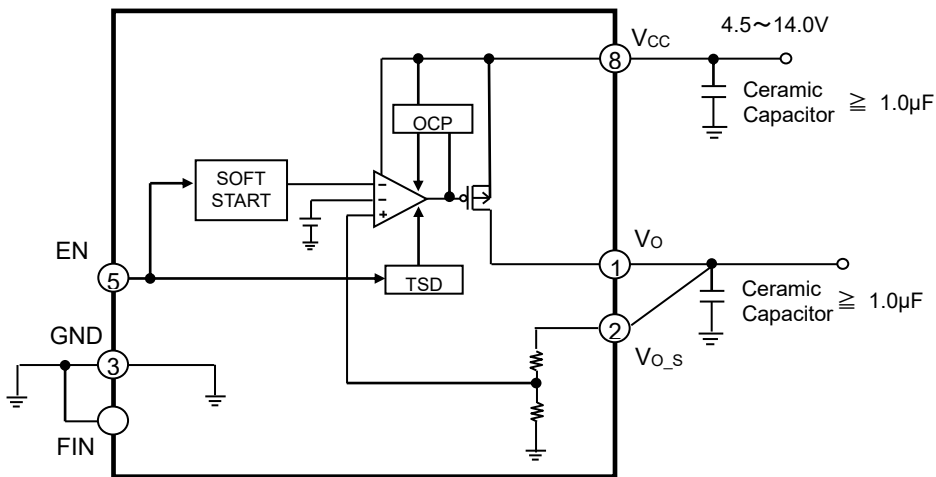 4.5～14.0V
VCC
8
Ceramic
Capacitor ≧ 1.0µF
OCP
SOFT
START
−
−
+
EN
5
TSD
VO
1
Ceramic
Capacitor ≧ 1.0µF
2
VO_S
GND
3
FIN